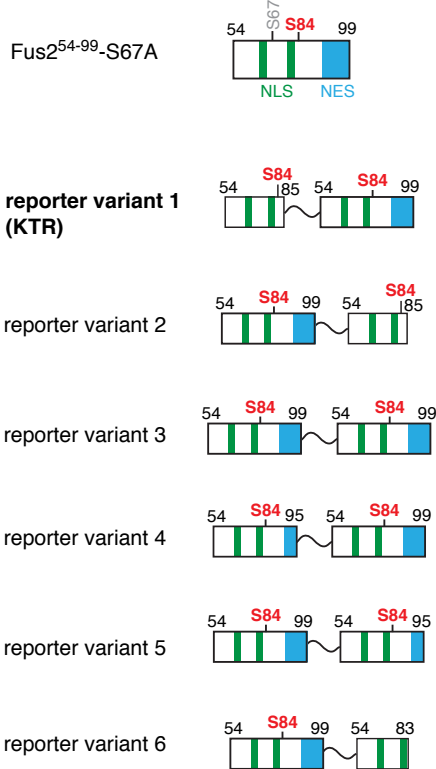 S67
54 S84 99
Fus254-99-S67A
NLS NES
S84
54 85 54 S84 99
reporter variant 1
(KTR)
S84
54 S84 99 54 85
reporter variant 2
54 S84 99 54 S84 99
reporter variant 3
54 S84 95 54 S84 99
reporter variant 4
54 S84 99 54 S84 95
reporter variant 5
54 S84 99 54 83
reporter variant 6